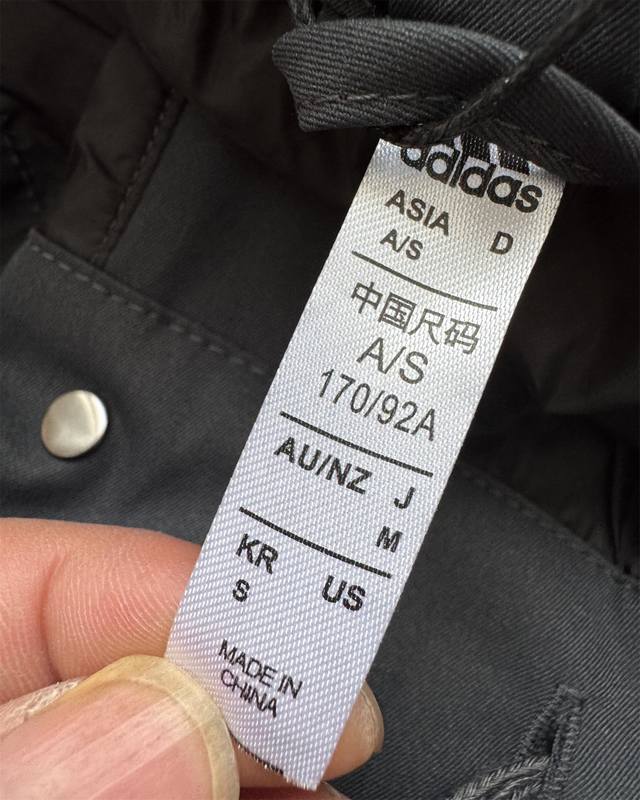 adidas
ASIA D
A/S
中国尺码
A/S
170/92A
AU/NZ J
M
KR US
S
MADE IN
CHINA